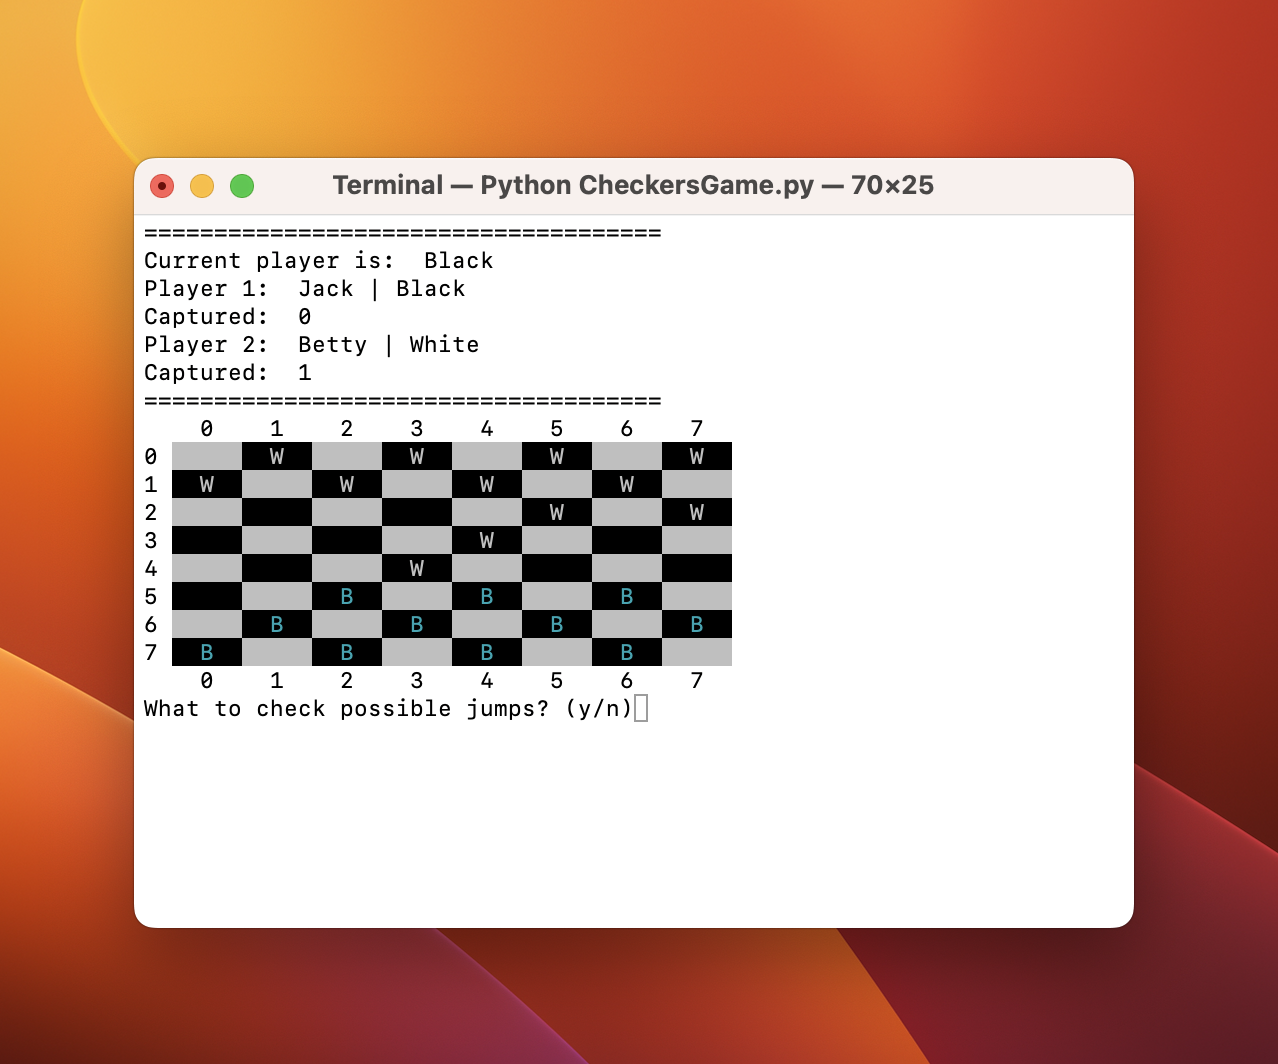 Terminal — Python CheckersGame.py — 70×25
=====================================
Current player is:  Black
Player 1:  Jack | Black
Captured:  0
Player 2:  Betty | White
Captured:  1
=====================================
0 1 2 3 4 5 6 7
0 W W W W
1 W W W W
2 W W
3 W
4 W
5 B B B
6 B B B B
7 B B B B
0 1 2 3 4 5 6 7
What to check possible jumps? (y/n)